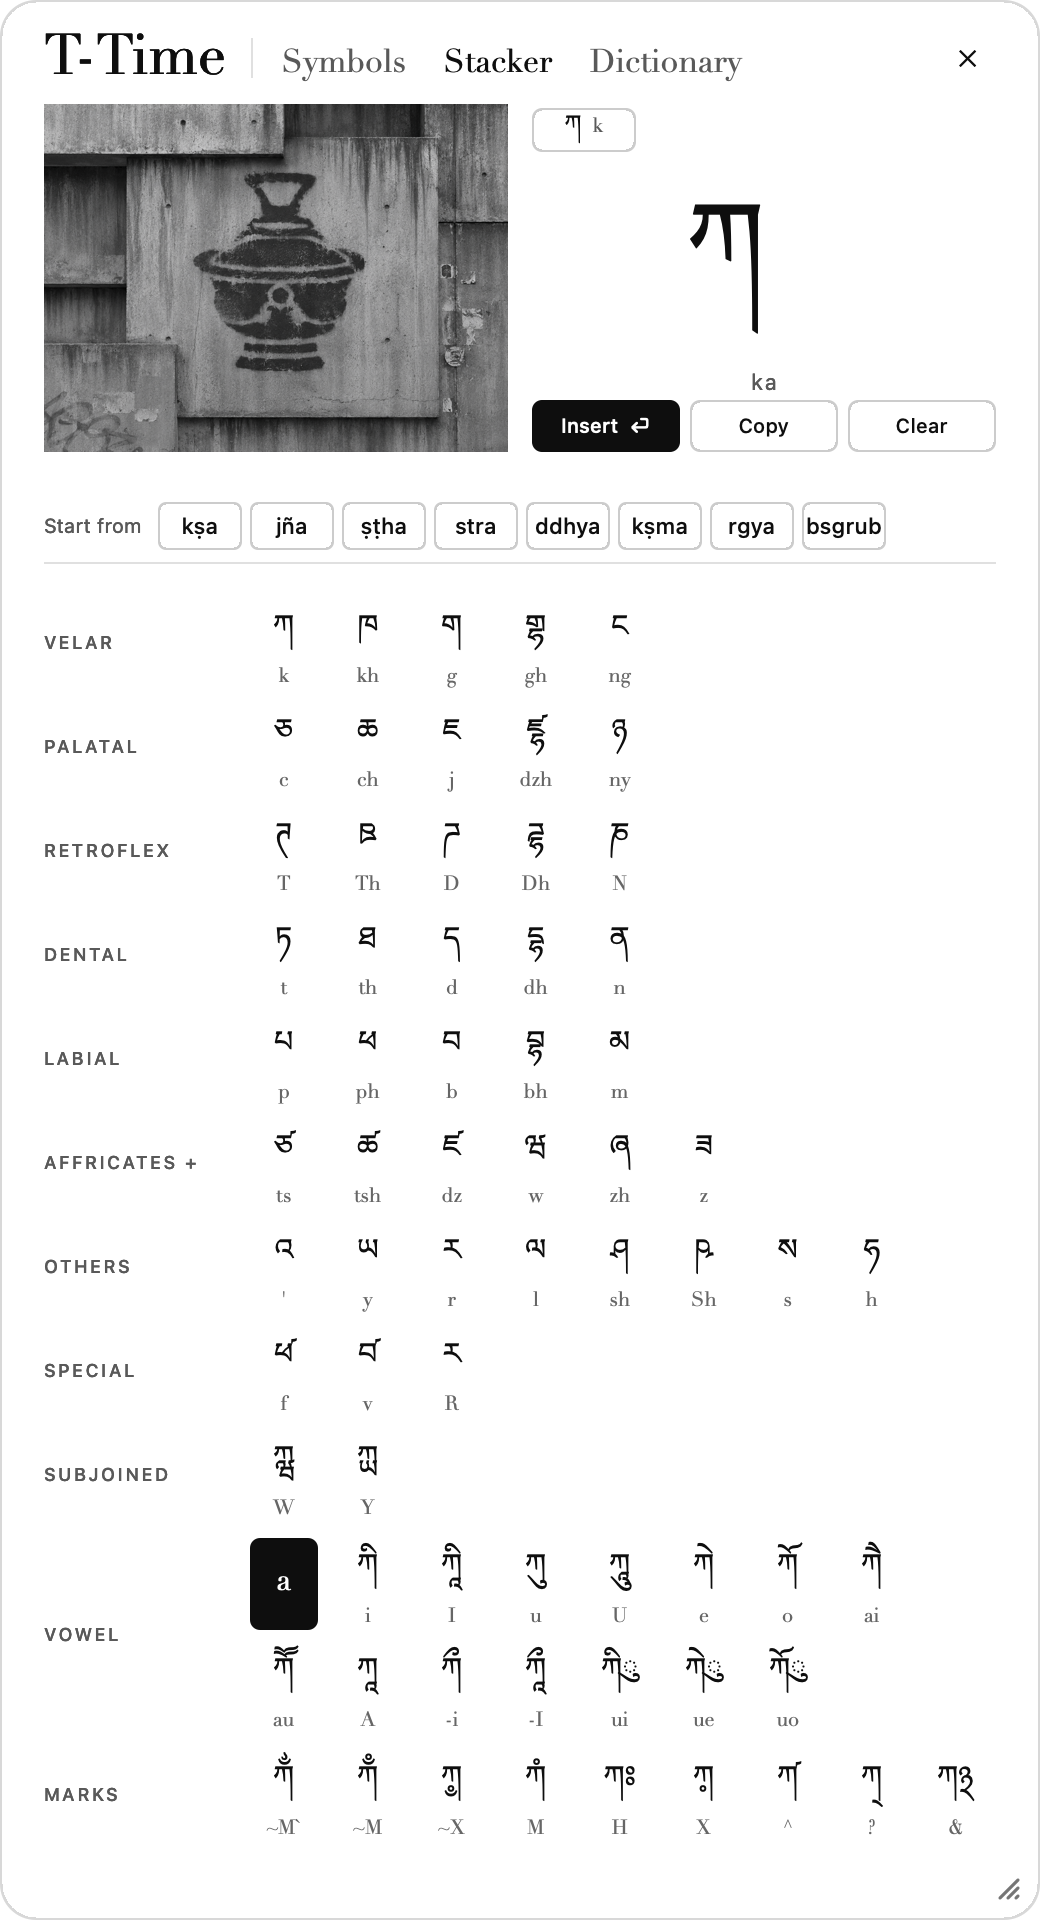 T-Time Symbols Stacker Dictionary ×
ཀ k
ཀ
ka
Insert Copy Clear
Start from kṣa jña ṣṭha stra ddhya kṣma rgya bsgrub
VELAR ཀ ཁ ག གྷ ང
k kh g gh ng
PALATAL ཅ ཆ ཇ ཛྷ ཉ
c ch j dzh ny
RETROFLEX ཊ ཋ ཌ ཌྷ ཎ
T Th D Dh N
DENTAL ཏ ཐ ད དྷ ན
t th d dh n
LABIAL པ ཕ བ བྷ མ
p ph b bh m
AFFRICATES + ཙ ཚ ཛ ཝ ཞ ཟ
ts tsh dz w zh z
OTHERS འ ཡ ར ལ ཤ ཥ ས ཧ
' y r l sh Sh s h
SPECIAL ཕ༹ བ༹ ར
f v R
SUBJOINED ཀྺ ཀྻ
W Y
VOWEL a ཀི ཀཱི ཀུ ཀཱུ ཀེ ཀོ ཀཻ
i I u U e o ai
ཀཽ ཀཱ ཀྀ ཀཱྀ ཀིུ ཀེུ ཀོུ
au A -i -I ui ue uo
MARKS ཀྂ ཀྃ ཀ༷ ཀཾ ཀཿ ཀ༵ ཀ༹ ཀ྄ ཀ྅
~M` ~M ~X M H X ^ ? &